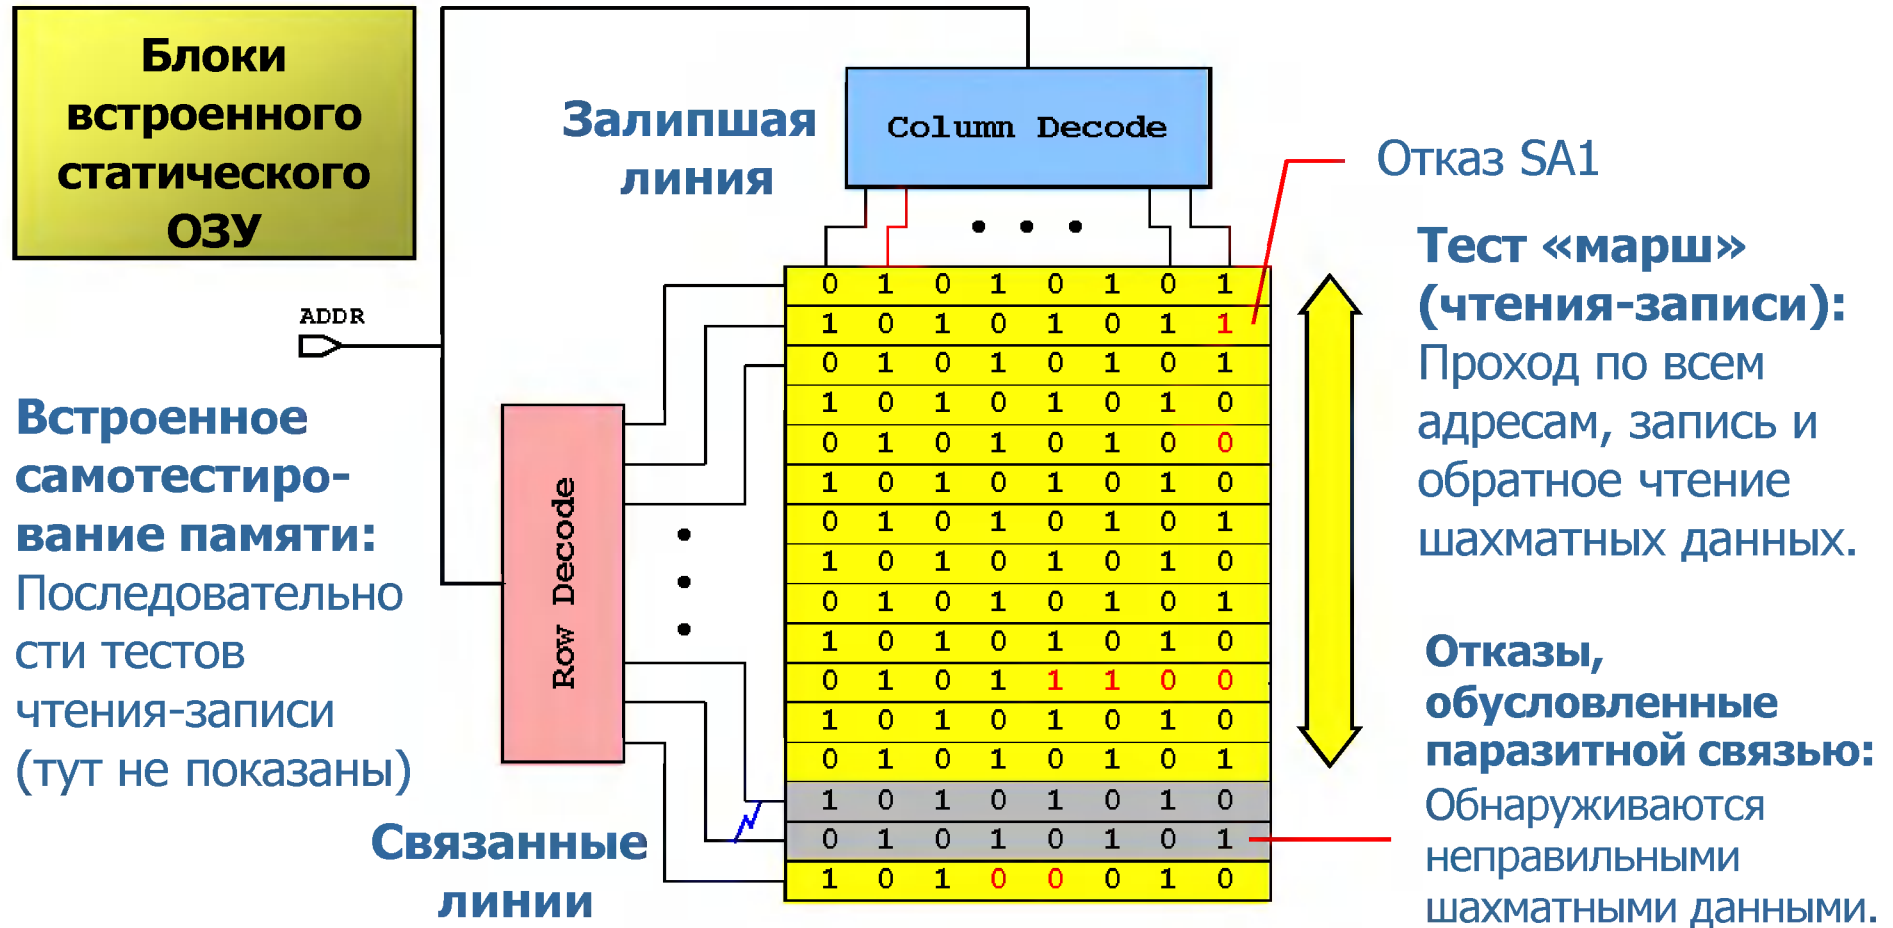 Блоки
встроенного
статического
ОЗУ
Залипшая
линия
Column Decode
Отказ SA1
ADDR
Row Decode
Встроенное
самотестиро-
вание памяти:
Последовательно
сти тестов
чтения-записи
(тут не показаны)
Связанные
линии
0 1 0 1 0 1 0 1
1 0 1 0 1 0 1 1
0 1 0 1 0 1 0 1
1 0 1 0 1 0 1 0
0 1 0 1 0 1 0 0
1 0 1 0 1 0 1 0
0 1 0 1 0 1 0 1
1 0 1 0 1 0 1 0
0 1 0 1 0 1 0 1
1 0 1 0 1 0 1 0
0 1 0 1 1 1 0 0
1 0 1 0 1 0 1 0
0 1 0 1 0 1 0 1
1 0 1 0 1 0 1 0
0 1 0 1 0 1 0 1
1 0 1 0 0 0 1 0
Тест «марш»
(чтения-записи):
Проход по всем
адресам, запись и
обратное чтение
шахматных данных.
Отказы,
обусловленные
паразитной связью:
Обнаруживаются
неправильными
шахматными данными.